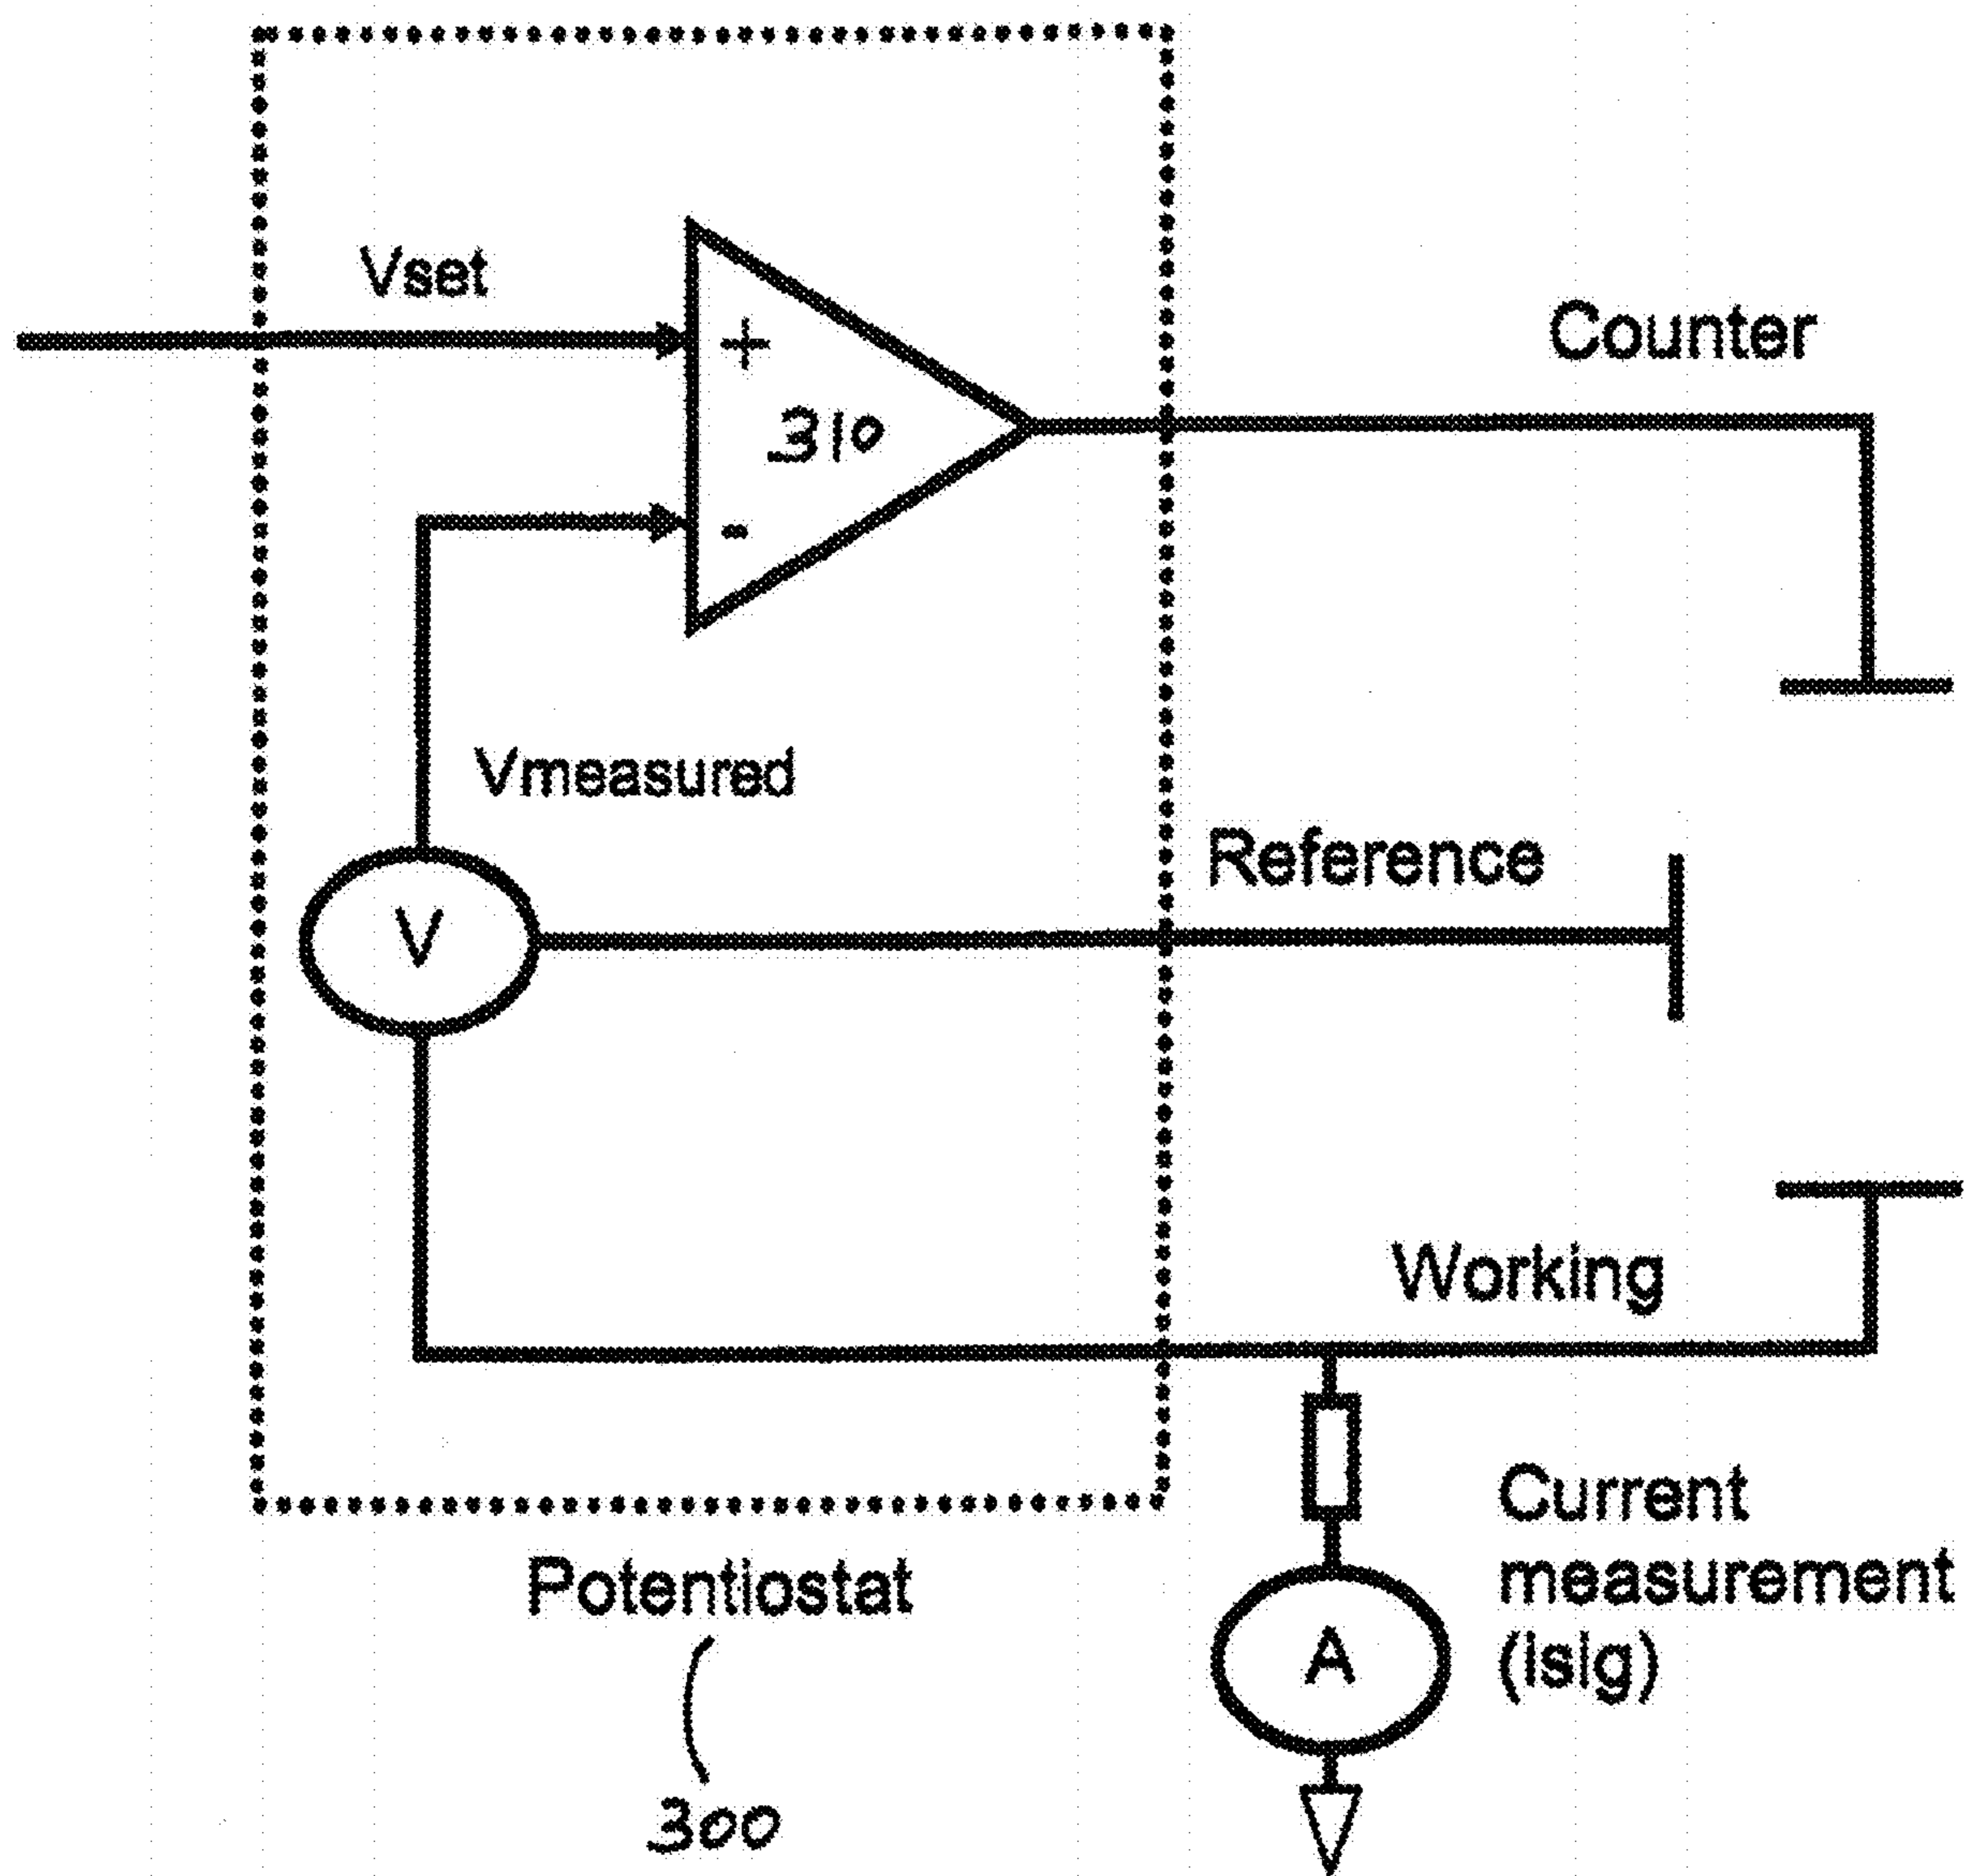 Vset
+
310
-
Counter
Vmeasured
Reference
V
Working
Current
measurement
(Isig)
A
Potentiostat
300